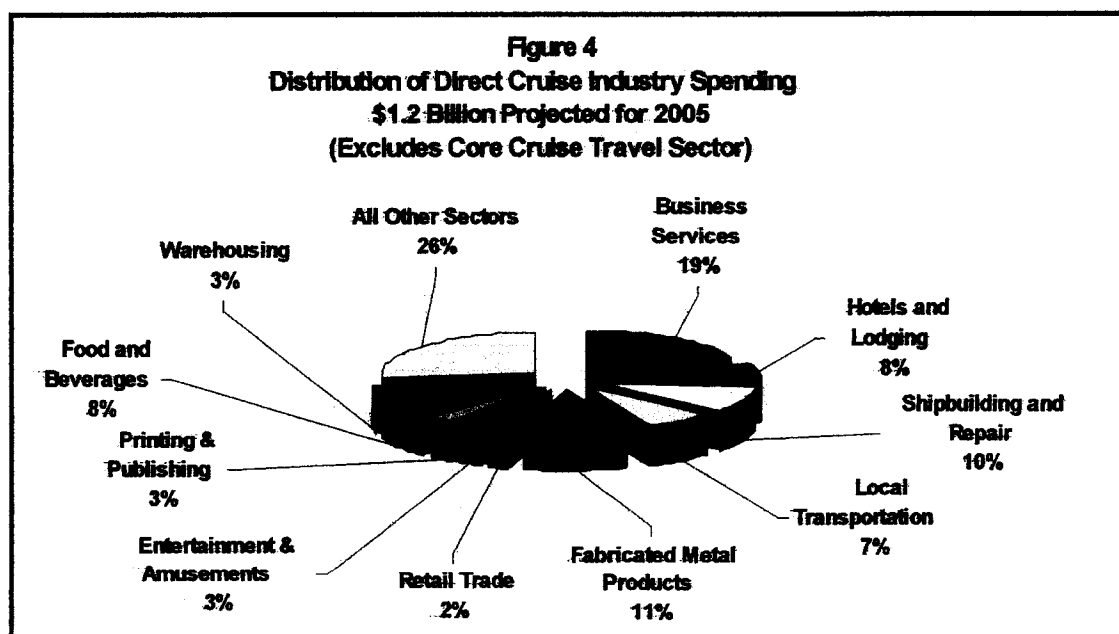 Figure 4
Distribution of Direct Cruise Industry Spending
$1.2 Billion Projected for 2005
(Excludes Core Cruise Travel Sector)
All Other Sectors
26%
Business
Services
19%
Warehousing
3%
Hotels and
Lodging
8%
Food and
Beverages
8%
Shipbuilding and
Repair
10%
Printing &
Publishing
3%
Local
Transportation
7%
Entertainment &
Amusements
3%
Retail Trade
2%
Fabricated Metal
Products
11%